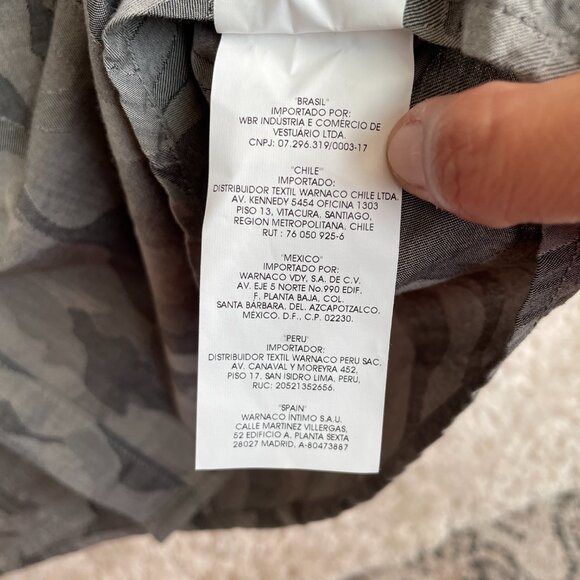 "BRASIL"
IMPORTADO POR:
WBR INDUSTRIA E COMERCIO DE
VESTUÁRIO LTDA.
CNPJ: 07.296.319/0003-17
"CHILE"
IMPORTADO:
DISTRIBUIDOR TEXTIL WARNACO CHILE LTDA.
AV. KENNEDY 5454 OFICINA 1303
PISO 13, VITACURA, SANTIAGO,
REGION METROPOLITANA, CHILE
RUT : 76 050 925-6
"MEXICO"
IMPORTADO POR:
WARNACO VDY, S.A. DE C.V.
AV. EJE 5 NORTE No.990 EDIF.
F. PLANTA BAJA, COL.
SANTA BÁRBARA, DEL. AZCAPOTZALCO,
MÉXICO, D.F., C.P. 02230.
"PERU"
IMPORTADOR:
DISTRIBUIDOR TEXTIL WARNACO PERU SAC.
AV. CANAVAL Y MOREYRA 452,
PISO 17. SAN ISIDRO LIMA, PERU,
RUC: 20521352656.
"SPAIN"
WARNACO ÍNTIMO S.A.U.
CALLE MARTINEZ VLLERGAS,
52 EDIFICIO A. PLANTA SEXTA
28027 MADRID. A-80473887